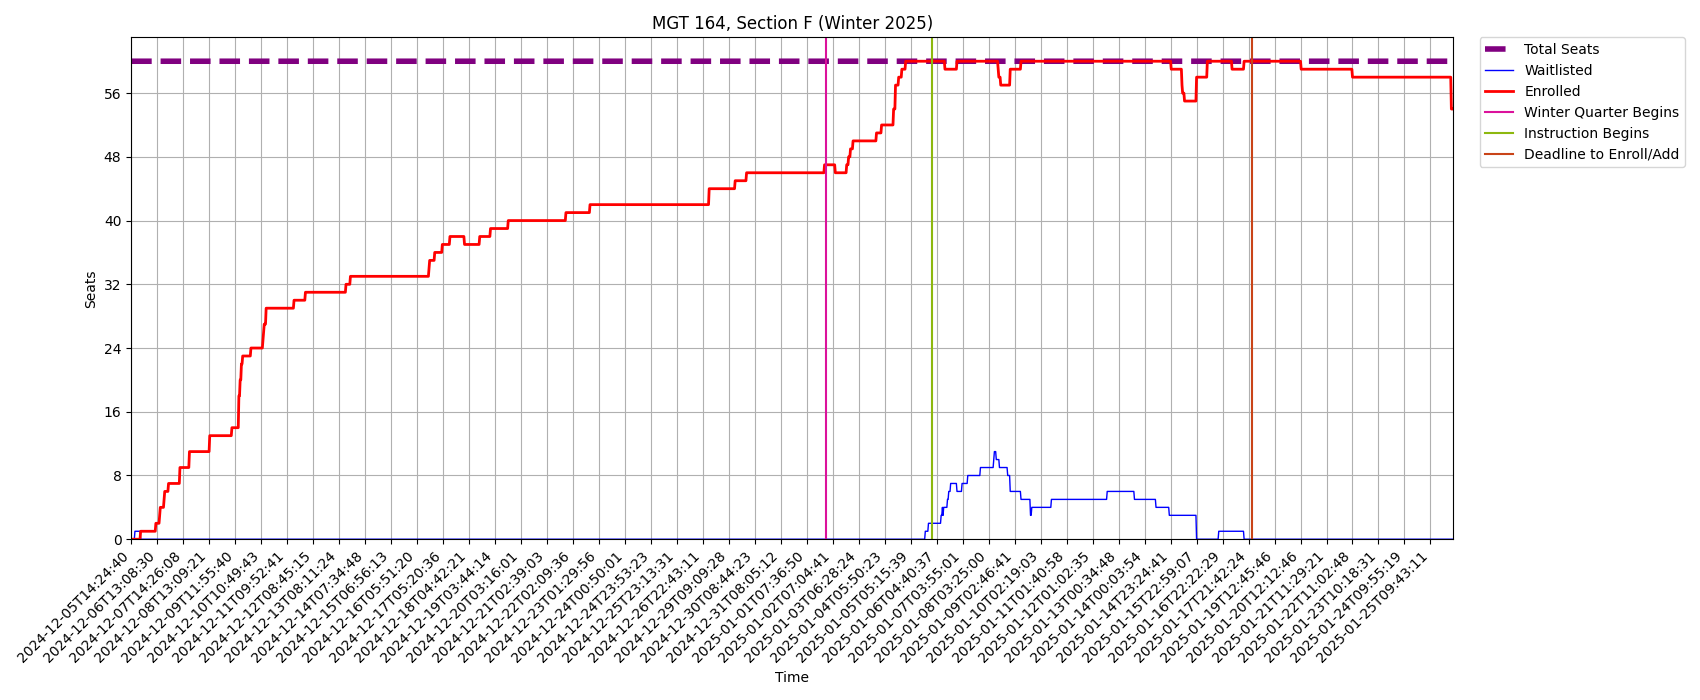 MGT 164, Section F (Winter 2025)
Total Seats
Waitlisted
Enrolled
Winter Quarter Begins
Instruction Begins
Deadline to Enroll/Add
Seats
56
48
40
32
24
16
8
0
2024-12-05T14:24:40
2024-12-06T13:08:30
2024-12-07T14:26:08
2024-12-08T13:09:21
2024-12-09T11:55:40
2024-12-10T10:49:43
2024-12-11T09:52:41
2024-12-12T08:45:15
2024-12-13T08:11:24
2024-12-14T07:34:48
2024-12-15T06:56:13
2024-12-17T05:51:20
2024-12-17T05:20:36
2024-12-18T04:42:21
2024-12-19T03:44:14
2024-12-20T03:16:01
2024-12-21T02:39:03
2024-12-22T02:09:36
2024-12-23T01:29:56
2024-12-24T00:50:01
2024-12-24T23:53:23
2024-12-25T23:13:31
2024-12-26T22:43:11
2024-12-29T09:09:28
2024-12-30T08:44:23
2024-12-31T08:05:12
2025-01-01T07:36:50
2025-01-02T07:04:41
2025-01-03T06:28:24
2025-01-04T05:50:23
2025-01-05T05:15:39
2025-01-06T04:40:37
2025-01-07T03:55:01
2025-01-08T03:25:00
2025-01-09T02:46:41
2025-01-10T02:19:03
2025-01-11T01:40:58
2025-01-12T01:02:35
2025-01-13T00:34:48
2025-01-14T00:03:54
2025-01-14T23:24:41
2025-01-15T22:59:07
2025-01-16T22:22:29
2025-01-17T21:42:24
2025-01-19T12:45:46
2025-01-20T12:12:46
2025-01-21T11:29:21
2025-01-22T11:02:48
2025-01-23T10:18:31
2025-01-24T09:55:19
2025-01-25T09:43:11
Time